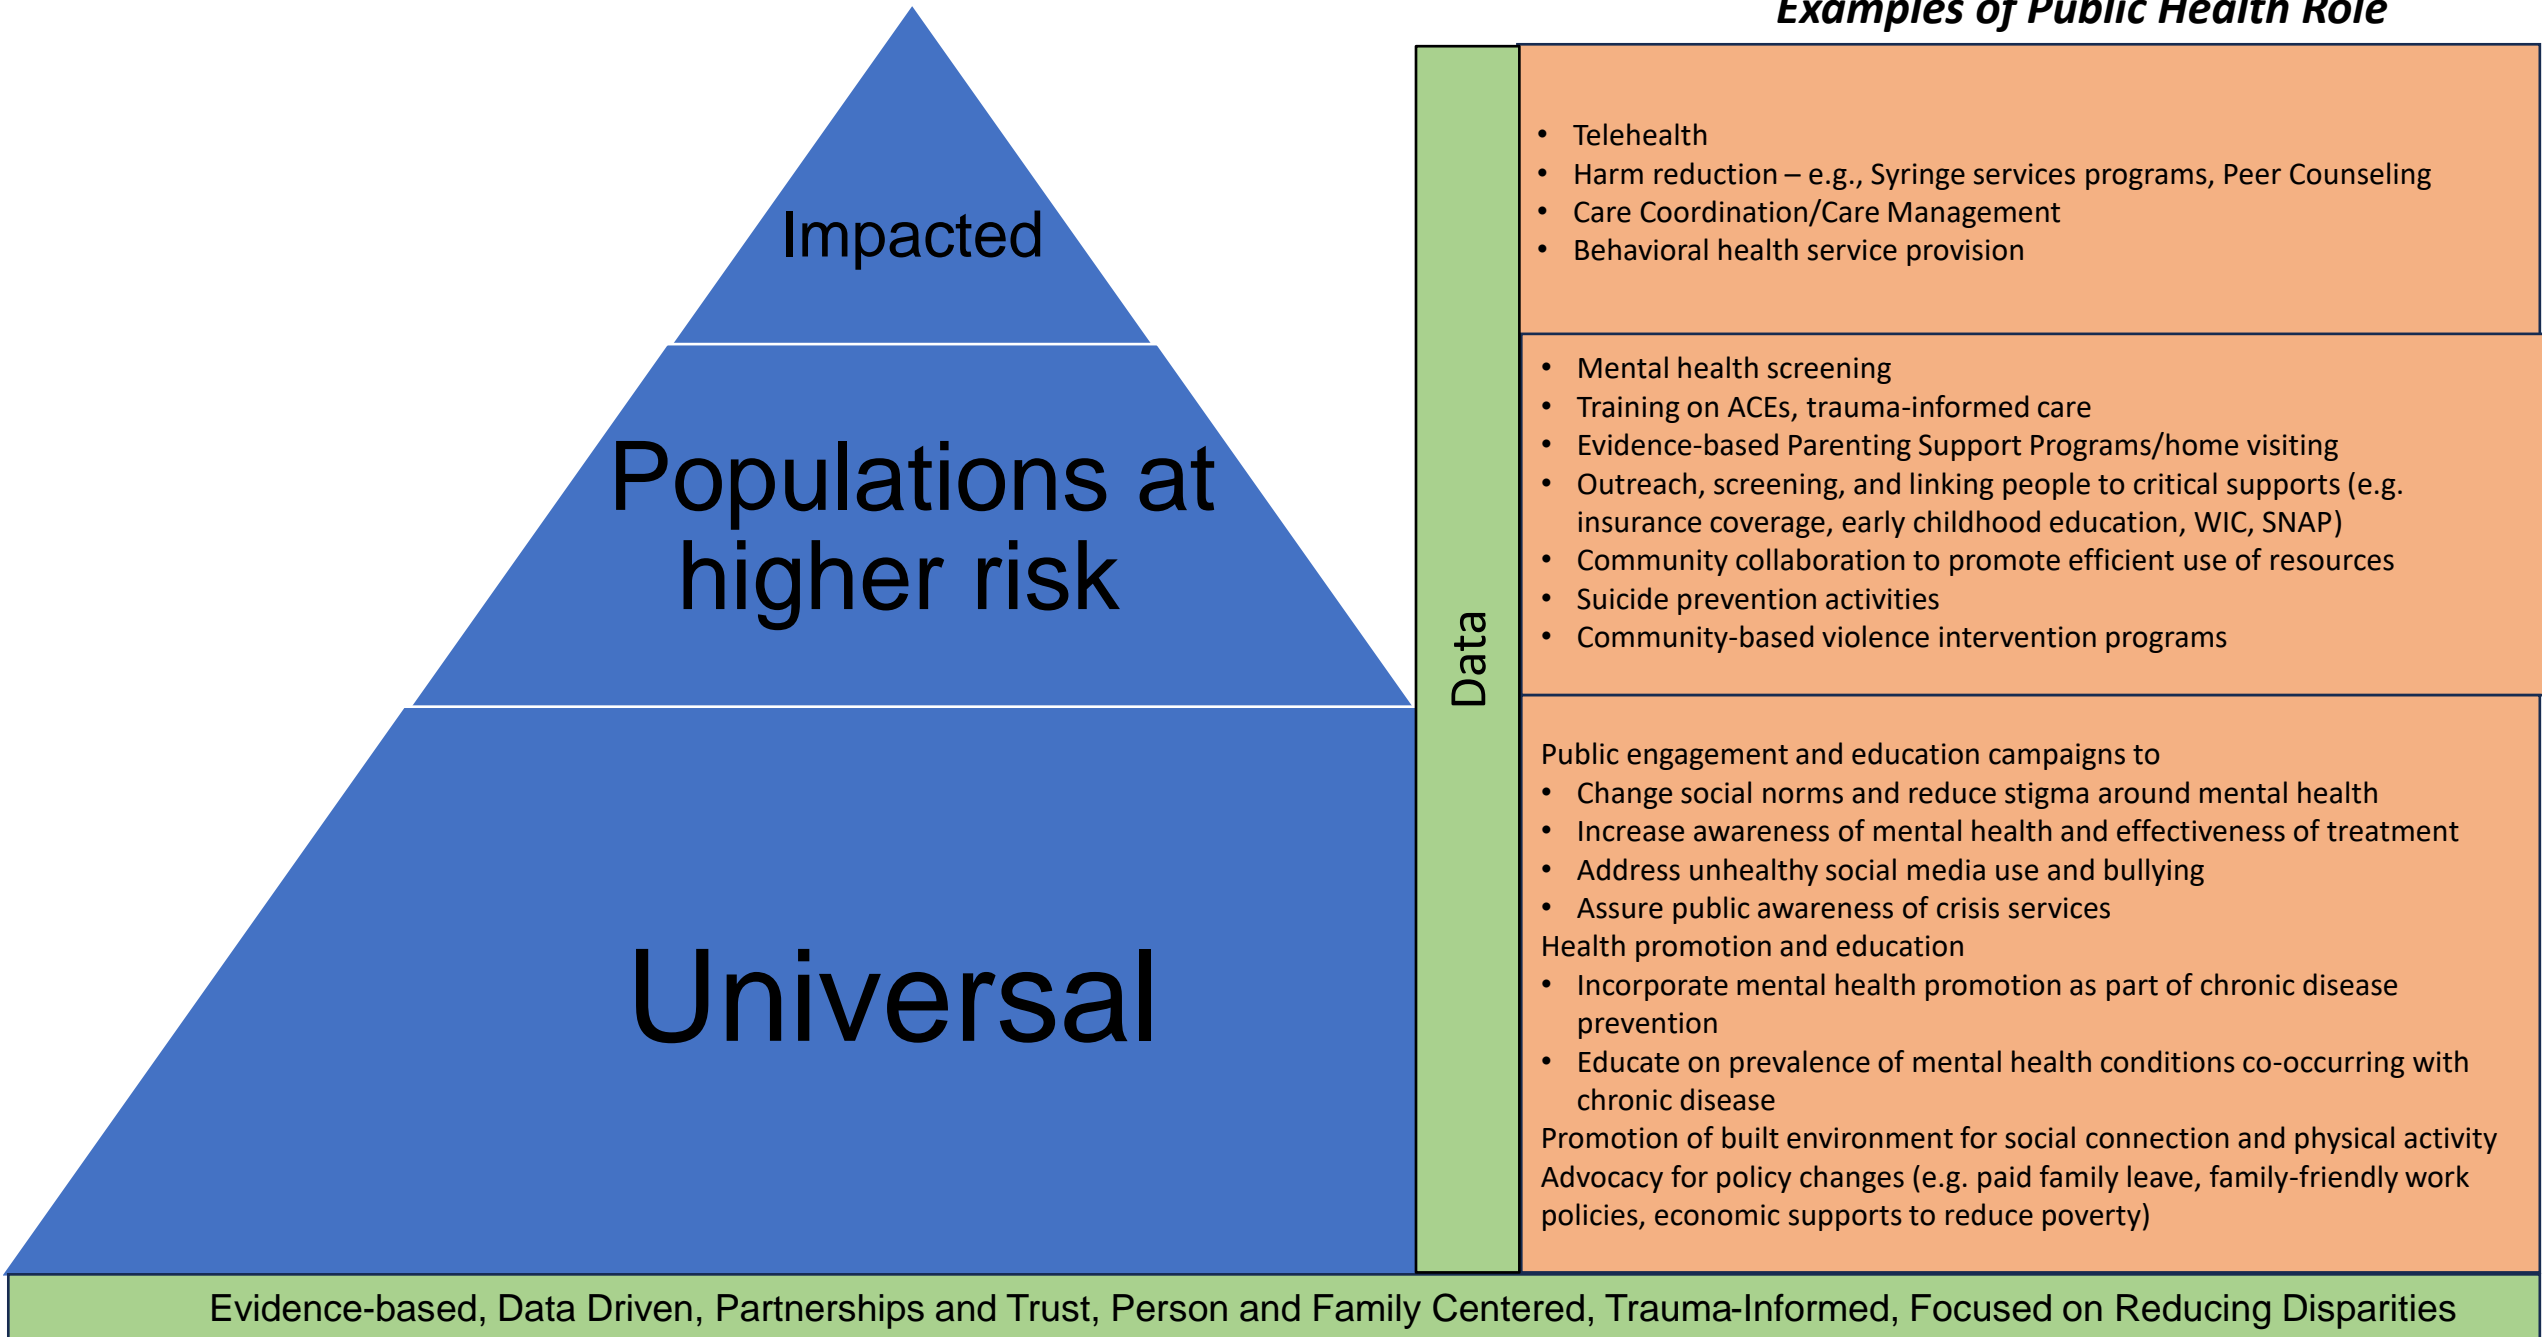 Examples of Public Health Role
Impacted
Populations at
higher risk
Universal
Data
• Telehealth
• Harm reduction – e.g., Syringe services programs, Peer Counseling
• Care Coordination/Care Management
• Behavioral health service provision
• Mental health screening
• Training on ACEs, trauma-informed care
• Evidence-based Parenting Support Programs/home visiting
• Outreach, screening, and linking people to critical supports (e.g.
insurance coverage, early childhood education, WIC, SNAP)
• Community collaboration to promote efficient use of resources
• Suicide prevention activities
• Community-based violence intervention programs
Public engagement and education campaigns to
• Change social norms and reduce stigma around mental health
• Increase awareness of mental health and effectiveness of treatment
• Address unhealthy social media use and bullying
• Assure public awareness of crisis services
Health promotion and education
• Incorporate mental health promotion as part of chronic disease
prevention
• Educate on prevalence of mental health conditions co-occurring with
chronic disease
Promotion of built environment for social connection and physical activity
Advocacy for policy changes (e.g. paid family leave, family-friendly work
policies, economic supports to reduce poverty)
Evidence-based, Data Driven, Partnerships and Trust, Person and Family Centered, Trauma-Informed, Focused on Reducing Disparities